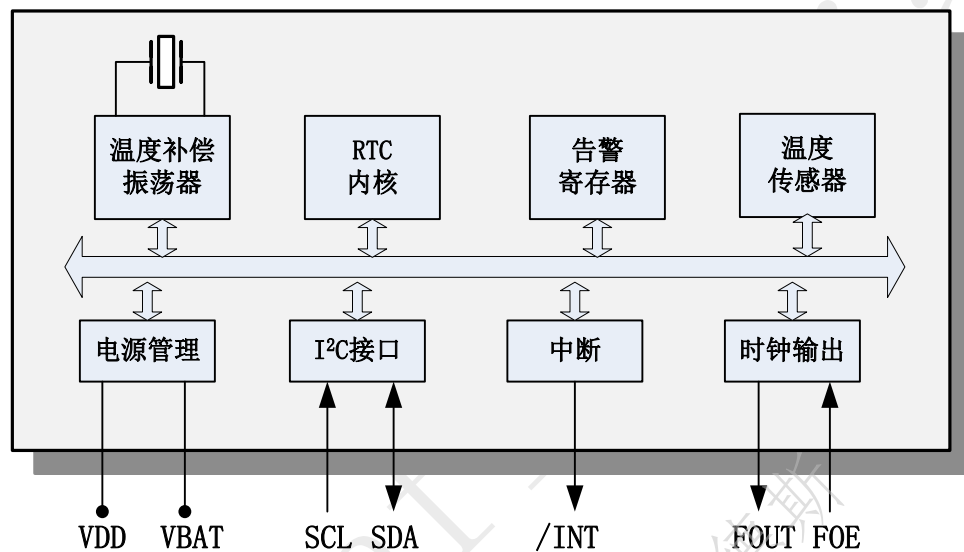 温度补偿
振荡器
RTC
内核
告警
寄存器
温度
传感器
电源管理
I²C接口
中断
时钟输出
VDD VBAT SCL SDA /INT FOUT FOE